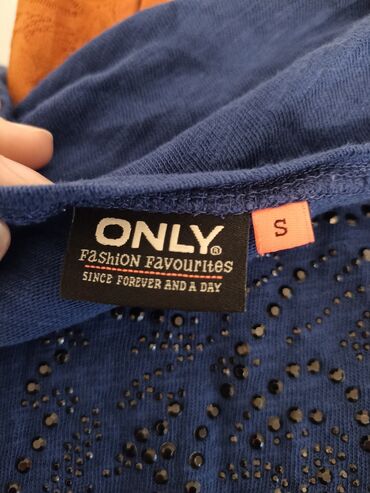 ONLY®
FasHiON FavouRites
SINCE FOREVER AND A DAY
S